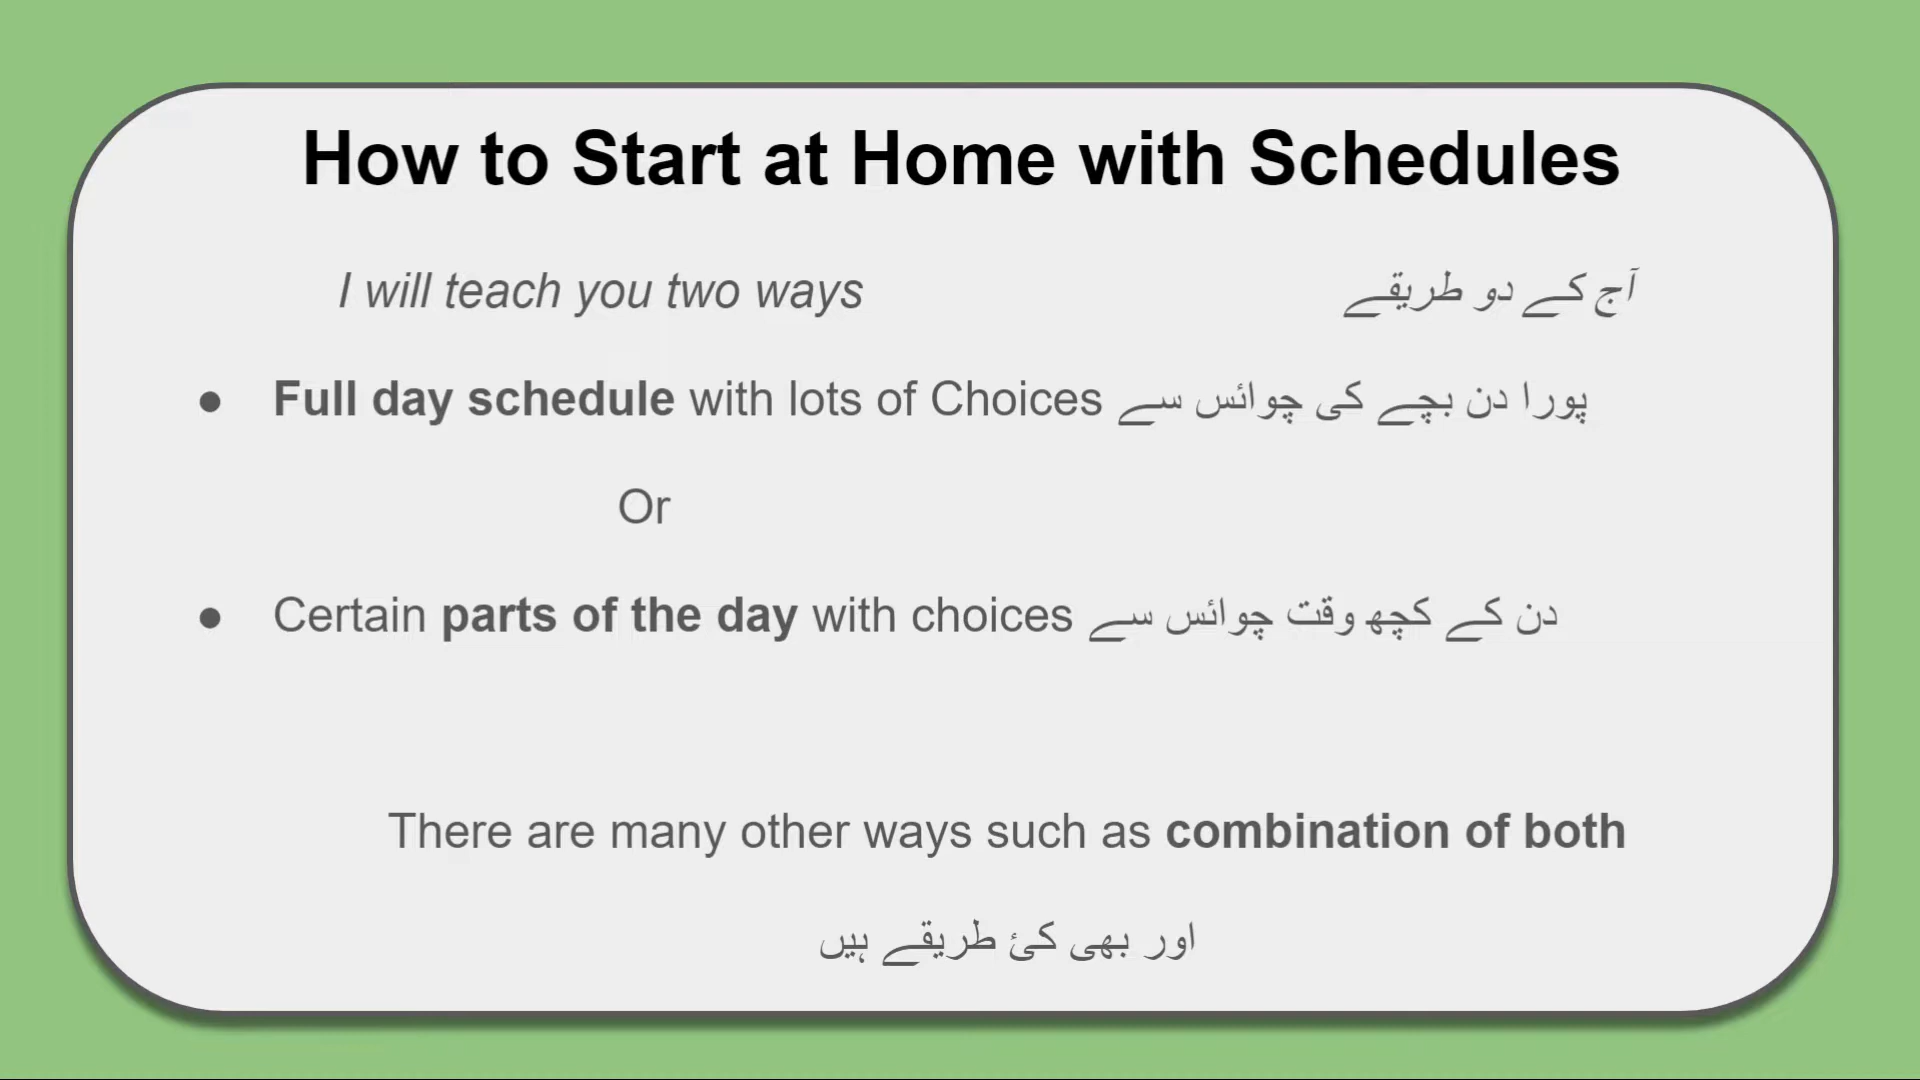 How to Start at Home with Schedules
I will teach you two ways آج کے دو طریقے
● Full day schedule with lots of Choices پورا دن بچے کی چوائس سے
Or
● Certain parts of the day with choices دن کے کچھ وقت چوائس سے
There are many other ways such as combination of both
اور بھی کئ طریقے ہیں